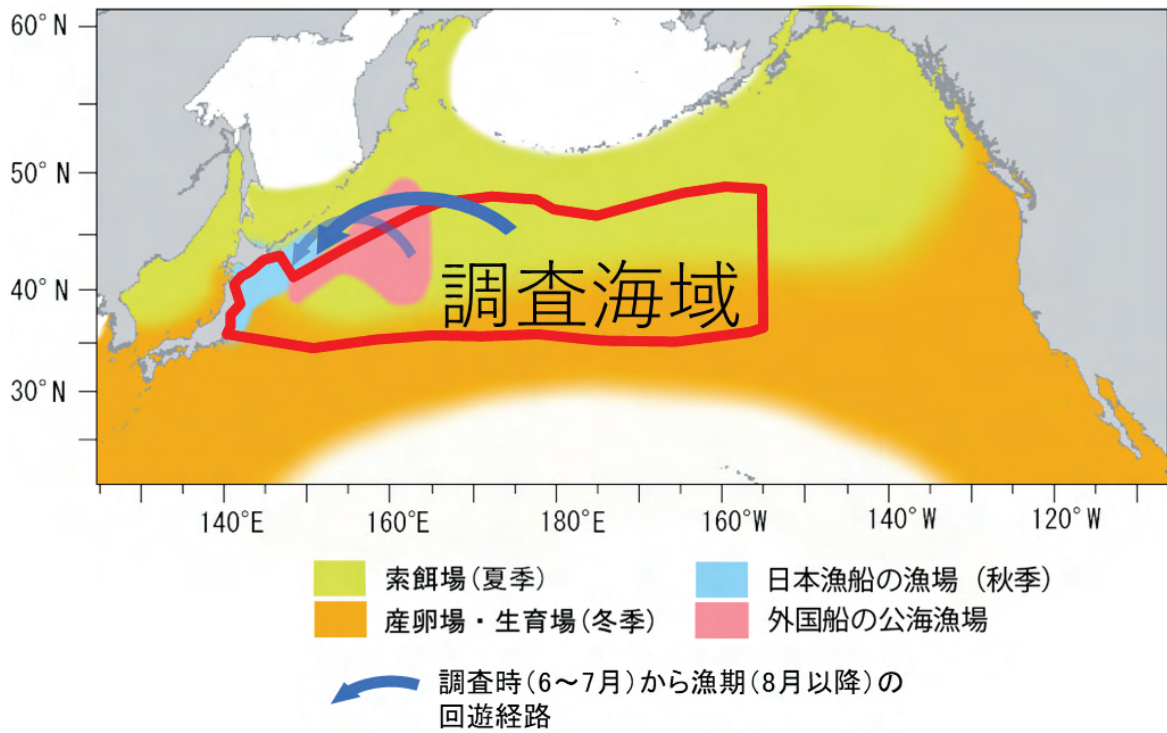 60° N
50° N
40° N
30° N
調査海域
140°E
160°E
180°E
160°W
140°W
120°W
索餌場(夏季)
日本漁船の漁場（秋季）
産卵場・生育場(冬季)
外国船の公海漁場
調査時(6～7月)から漁期(8月以降)の
回遊経路